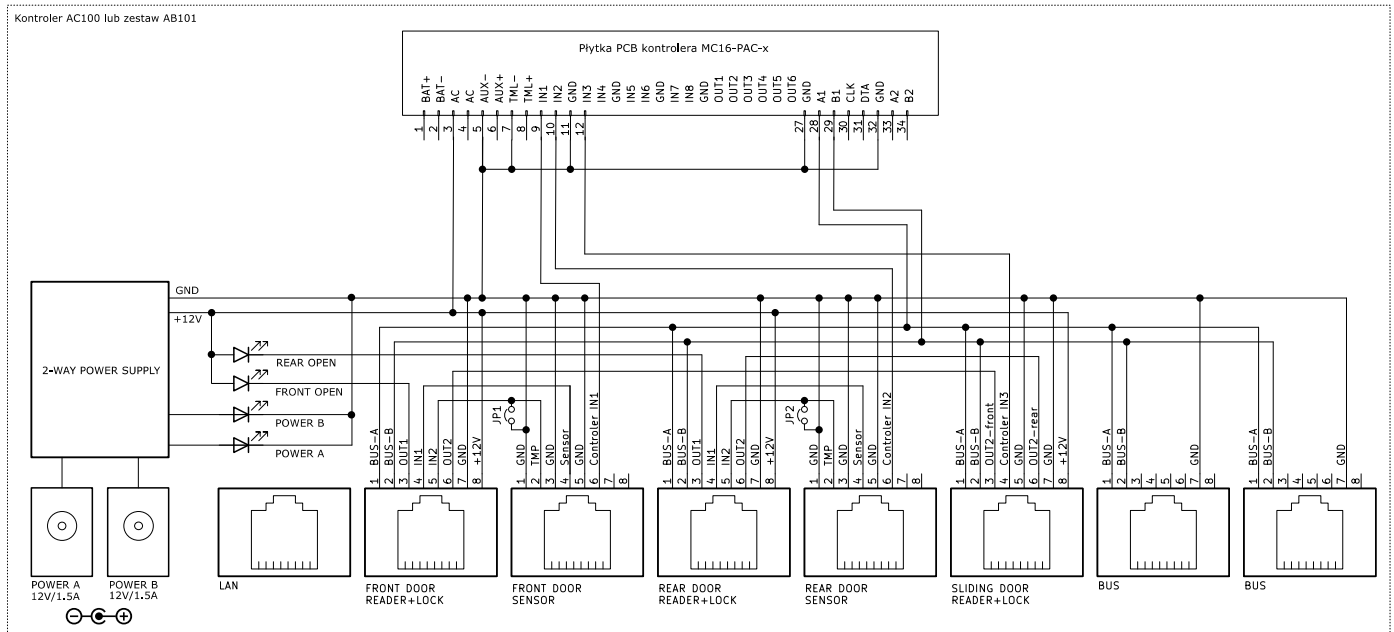 Kontroler AC100 lub zestaw AB101
Płytka PCB kontrolera MC16-PAC-x
BAT+
BAT-
AC
AC
AUX-
AUX+
TML-
TML+
IN1
IN2
GND
IN3
IN4
GND
IN5
IN6
GND
IN7
IN8
GND
OUT1
OUT2
OUT3
OUT4
OUT5
OUT6
GND
A1
B1
CLK
DTA
GND
A2
B2
1
2
3
4
5
6
7
8
9
10
11
12
27
28
29
30
31
32
33
34
2-WAY POWER SUPPLY
GND
+12V
REAR OPEN
FRONT OPEN
POWER B
POWER A
BUS-A
BUS-B
OUT1
IN1
IN2
OUT2
GND
+12V
1
2
3
4
5
6
7
8
JP1
GND
TMP
GND
Sensor
GND
Controler IN1
1
2
3
4
5
6
7
8
BUS-A
BUS-B
OUT1
IN1
IN2
OUT2
GND
+12V
1
2
3
4
5
6
7
8
JP2
GND
TMP
GND
Sensor
GND
Controler IN2
1
2
3
4
5
6
7
8
BUS-A
BUS-B
OUT2-front
Controler IN3
GND
OUT2-rear
GND
+12V
1
2
3
4
5
6
7
8
BUS-A
BUS-B
GND
1
2
3
4
5
6
7
8
BUS-A
BUS-B
GND
1
2
3
4
5
6
7
8
POWER A
12V/1.5A
POWER B
12V/1.5A
LAN
FRONT DOOR
READER+LOCK
FRONT DOOR
SENSOR
REAR DOOR
READER+LOCK
REAR DOOR
SENSOR
SLIDING DOOR
READER+LOCK
BUS
BUS